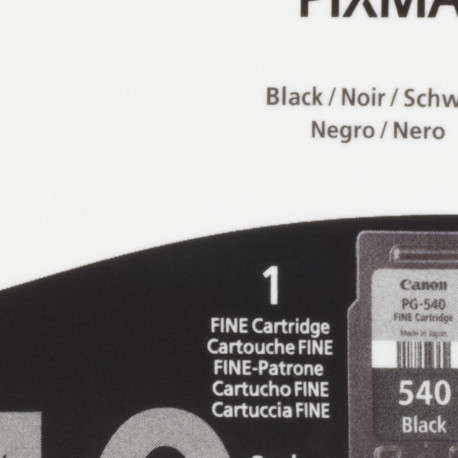 PIXMA
Black / Noir / Schw
Negro / Nero
1
FINE Cartridge
Cartouche FINE
FINE-Patrone
Cartucho FINE
Cartuccia FINE
Canon
PG-540
FINE Cartridge
Made in Japan
540
Black